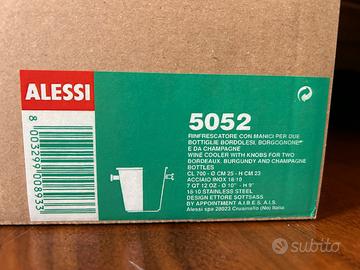 ALESSI
5052
RINFRESCATORE CON MANICI PER DUE
BOTTIGLIE BORDOLESI, BORGOGNONE
E DA CHAMPAGNE
WINE COOLER WITH KNOBS FOR TWO
BORDEAUX, BURGUNDY AND CHAMPAGNE
BOTTLES
CL 700 - Ø CM 25 - H CM 23
ACCIAIO INOX 18-10
7 QT 12 OZ - Ø 10" - H 9"
18-10 STAINLESS STEEL
DESIGN ETTORE SOTTSASS
BY APPOINTMENT A.I.B.E.S. A.I.S.
Alessi spa 28023 Crusinallo (No) Italia
8 003299 008933
subito